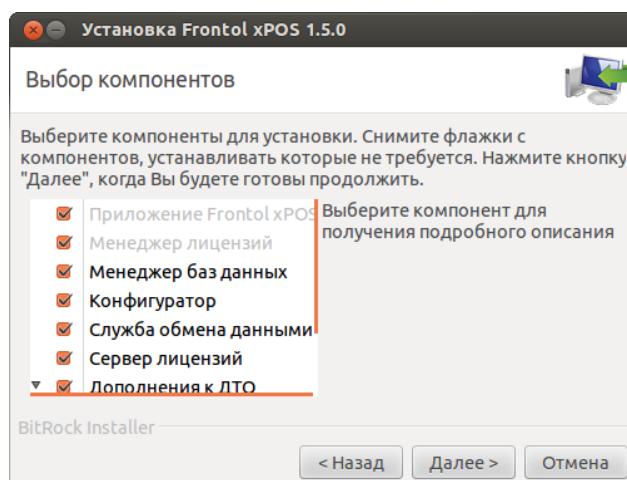 Установка Frontol xPOS 1.5.0
Выбор компонентов
Выберите компоненты для установки. Снимите флажки с
компонентов, устанавливать которые не требуется. Нажмите кнопку
"Далее", когда Вы будете готовы продолжить.
Приложение Frontol xPOS
Менеджер лицензий
Менеджер баз данных
Конфигуратор
Служба обмена данными
Сервер лицензий
Дополнения к ДТО
Выберите компонент для
получения подробного описания
BitRock Installer
< Назад
Далее >
Отмена